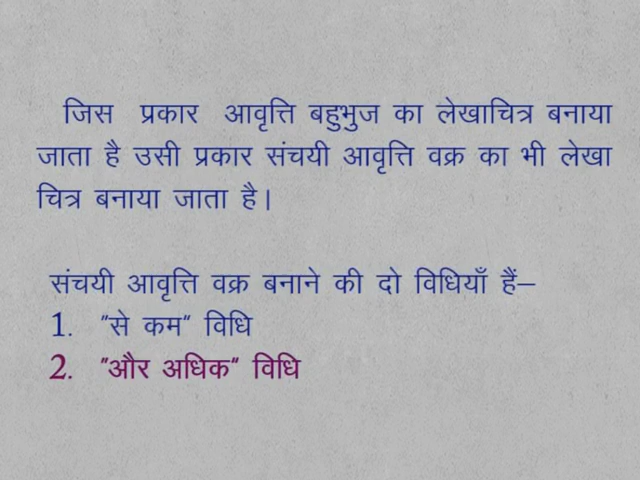 जिस प्रकार आवृत्ति बहुभुज का लेखाचित्र बनाया
जाता है उसी प्रकार संचयी आवृत्ति वक्र का भी लेखा
चित्र बनाया जाता है।
संचयी आवृत्ति वक्र बनाने की दो विधियाँ हैं–
1. "से कम" विधि
2. "और अधिक" विधि